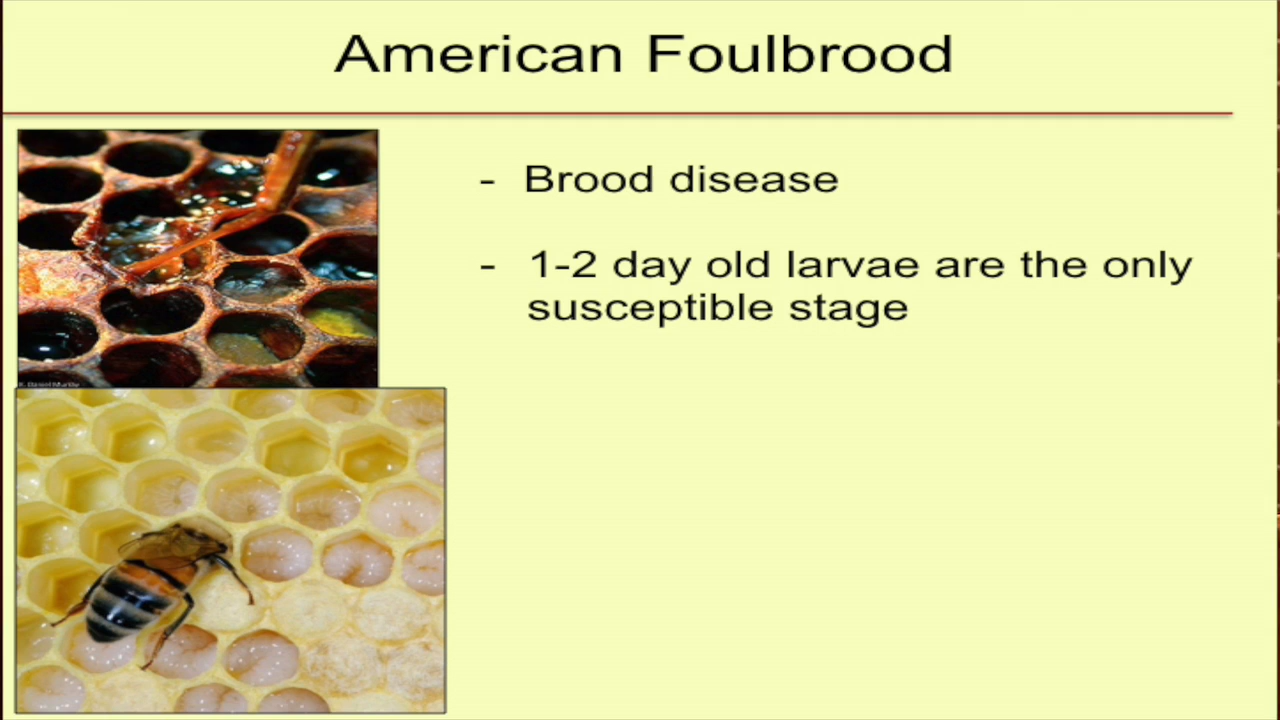 American Foulbrood
- Brood disease
- 1-2 day old larvae are the only
susceptible stage